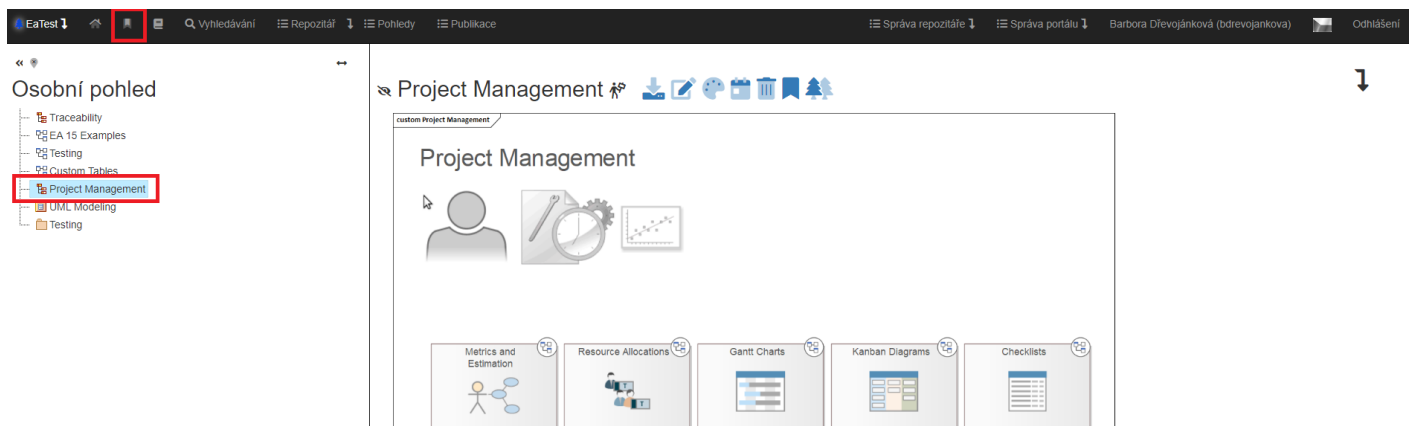 EaTest
Vyhledávání
Repozitář
Pohledy
Publikace
Správa repozitáře
Správa portálu
Barbora Dřevojánková (bdrevojankova)
Odhlášení
Osobní pohled
Traceability
EA 15 Examples
Testing
Custom Tables
Project Management
UML Modeling
Testing
Project Management
custom Project Management
Project Management
Metrics and
Estimation
Resource Allocations
Gantt Charts
Kanban Diagrams
Checklists